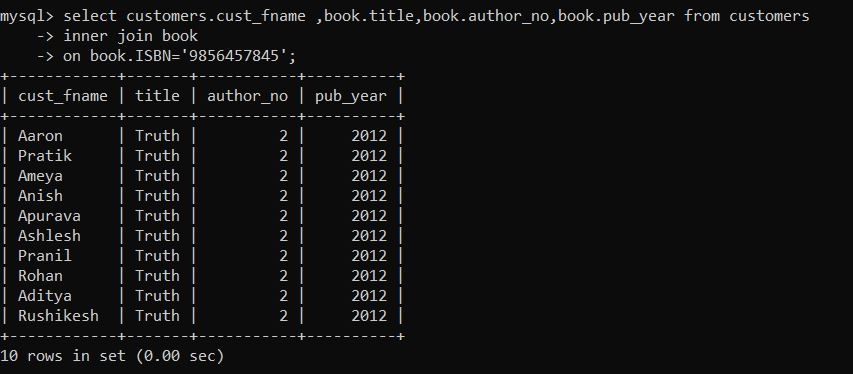 mysql> select customers.cust_fname ,book.title,book.author_no,book.pub_year from customers
    -> inner join book
    -> on book.ISBN='9856457845';
+------------+-------+-----------+----------+
| cust_fname | title | author_no | pub_year |
+------------+-------+-----------+----------+
| Aaron      | Truth |         2 |     2012 |
| Pratik     | Truth |         2 |     2012 |
| Ameya      | Truth |         2 |     2012 |
| Anish      | Truth |         2 |     2012 |
| Apurava    | Truth |         2 |     2012 |
| Ashlesh    | Truth |         2 |     2012 |
| Pranil     | Truth |         2 |     2012 |
| Rohan      | Truth |         2 |     2012 |
| Aditya     | Truth |         2 |     2012 |
| Rushikesh  | Truth |         2 |     2012 |
+------------+-------+-----------+----------+
10 rows in set (0.00 sec)